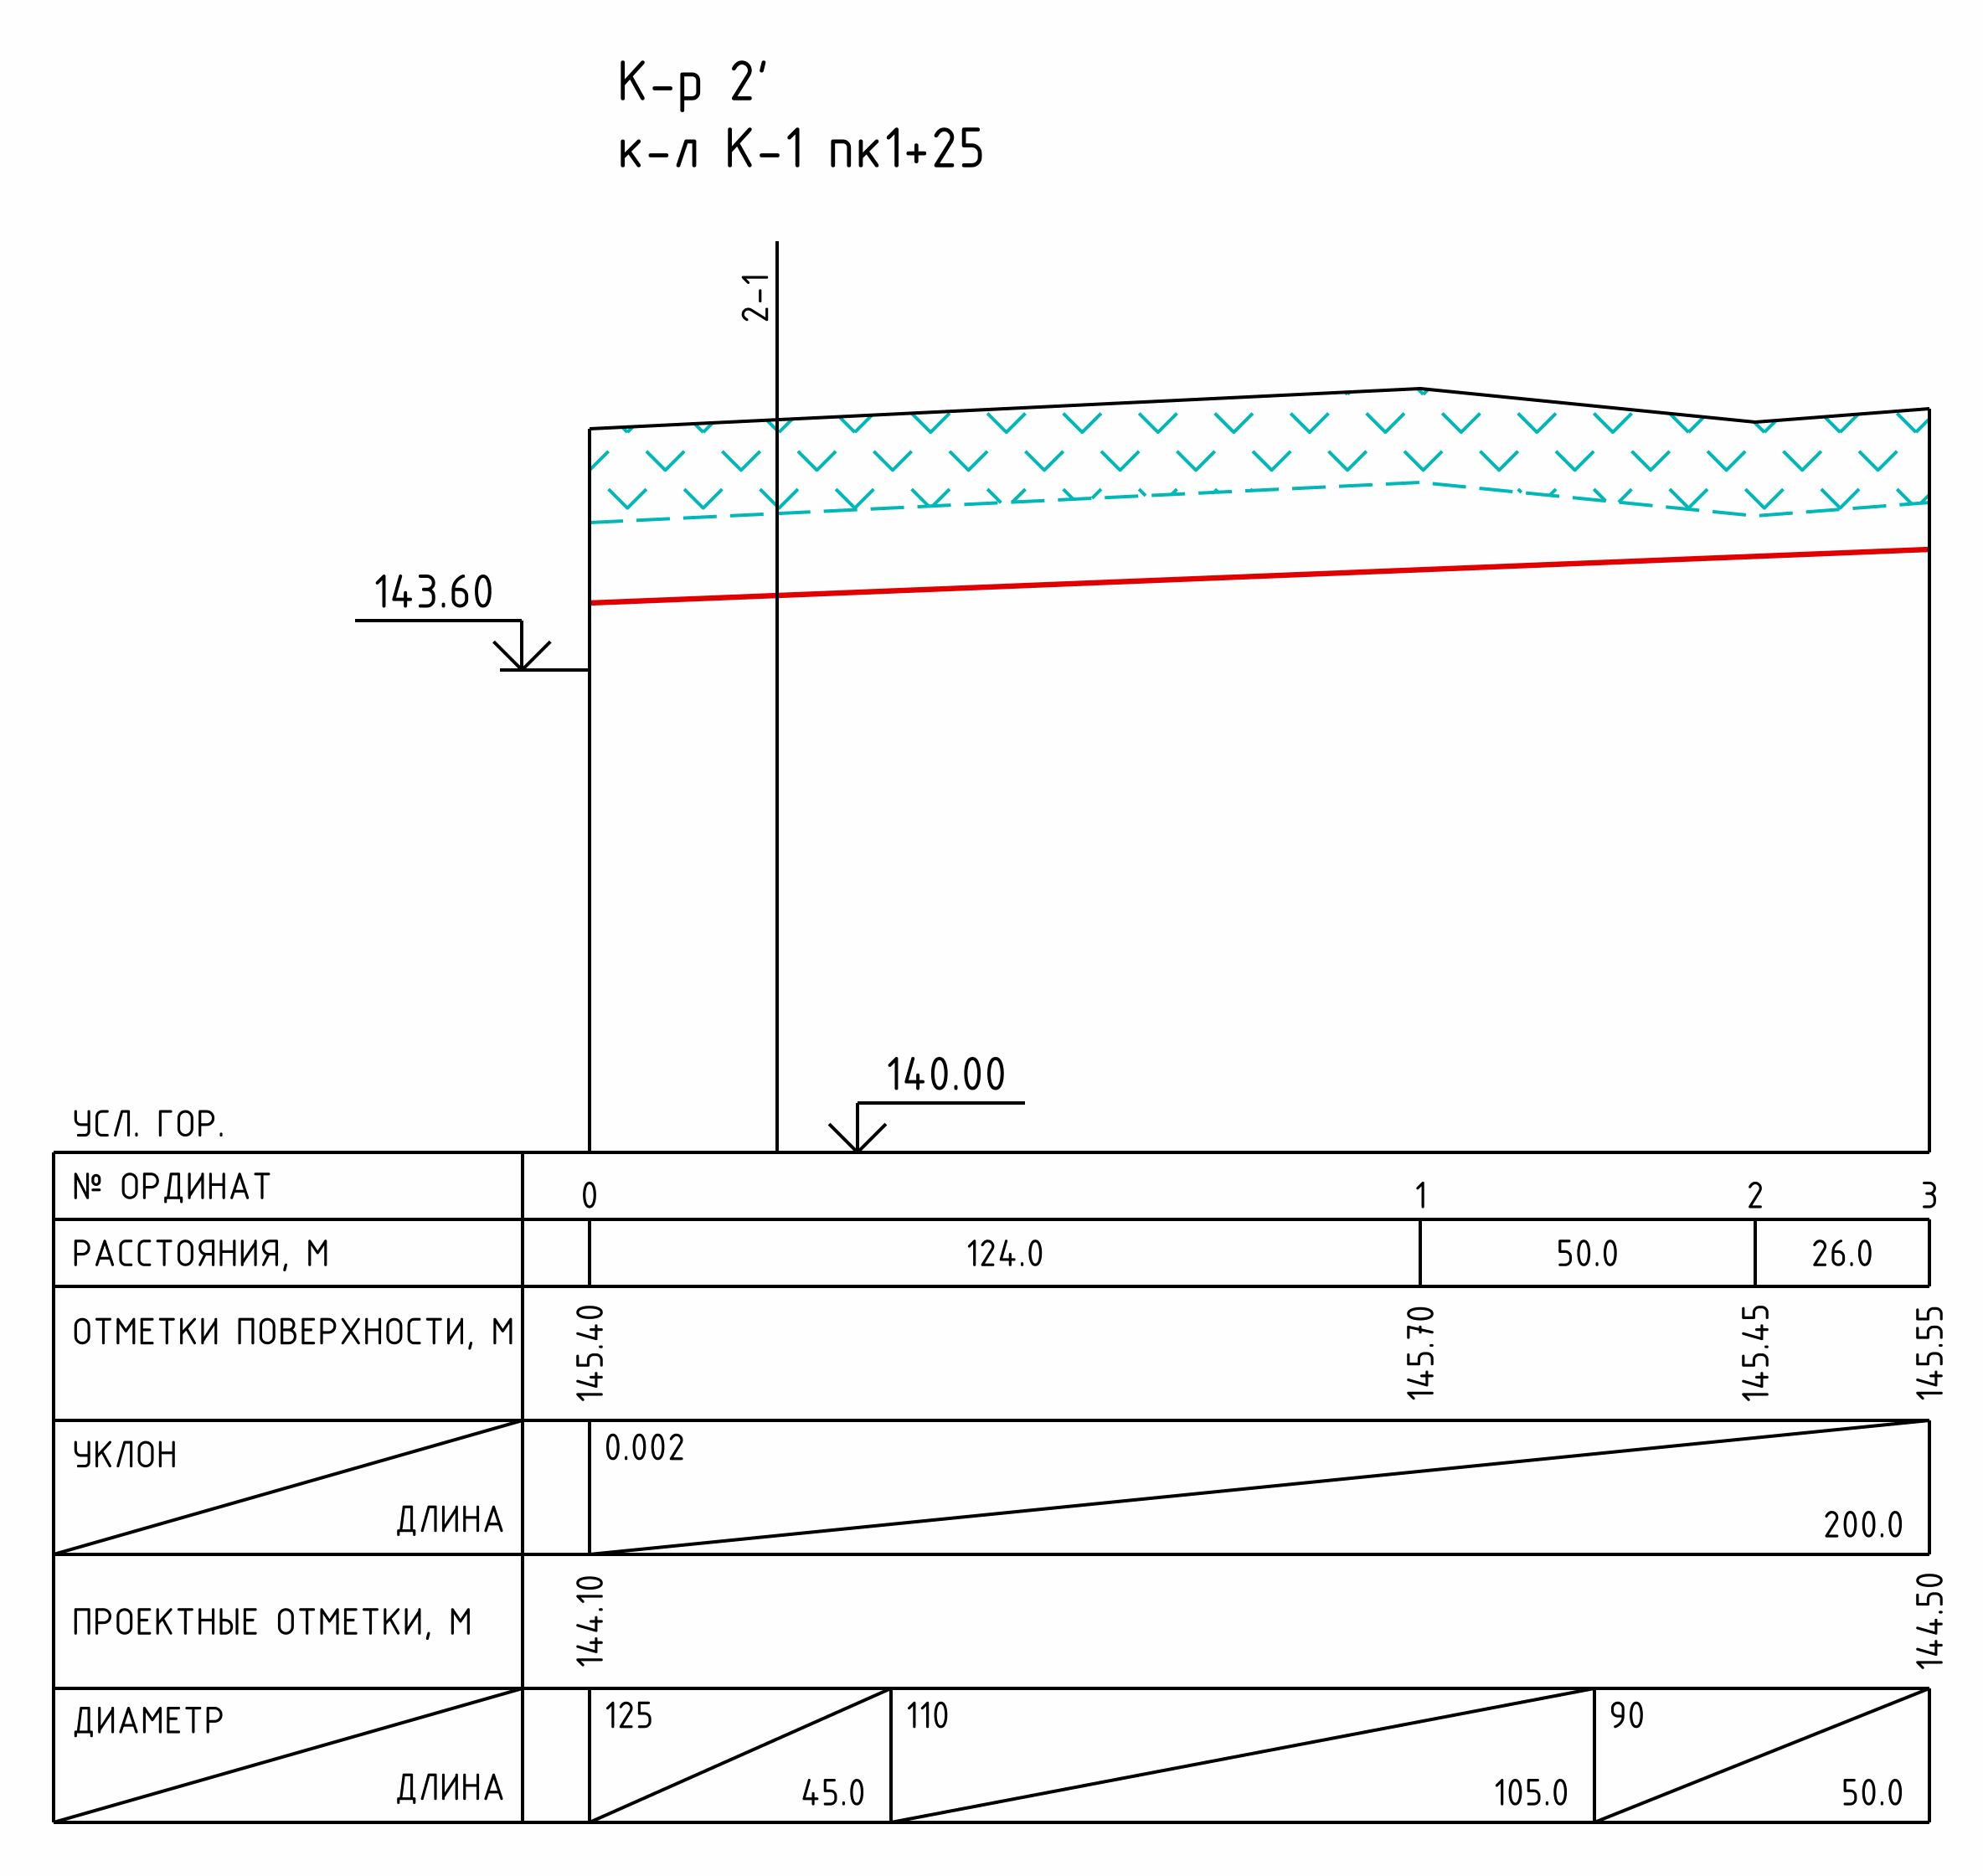 К-р 2'
к-л К-1 пк1+25
2-1
143.60
140.00
УСЛ. ГОР.
№ ОРДИНАТ 0 1 2 3
РАССТОЯНИЯ, М 124.0 50.0 26.0
ОТМЕТКИ ПОВЕРХНОСТИ, М 145.40 145.70 145.45 145.55
УКЛОН 0.002
ДЛИНА 200.0
ПРОЕКТНЫЕ ОТМЕТКИ, М 144.10 144.50
ДИАМЕТР 125 110 90
ДЛИНА 45.0 105.0 50.0